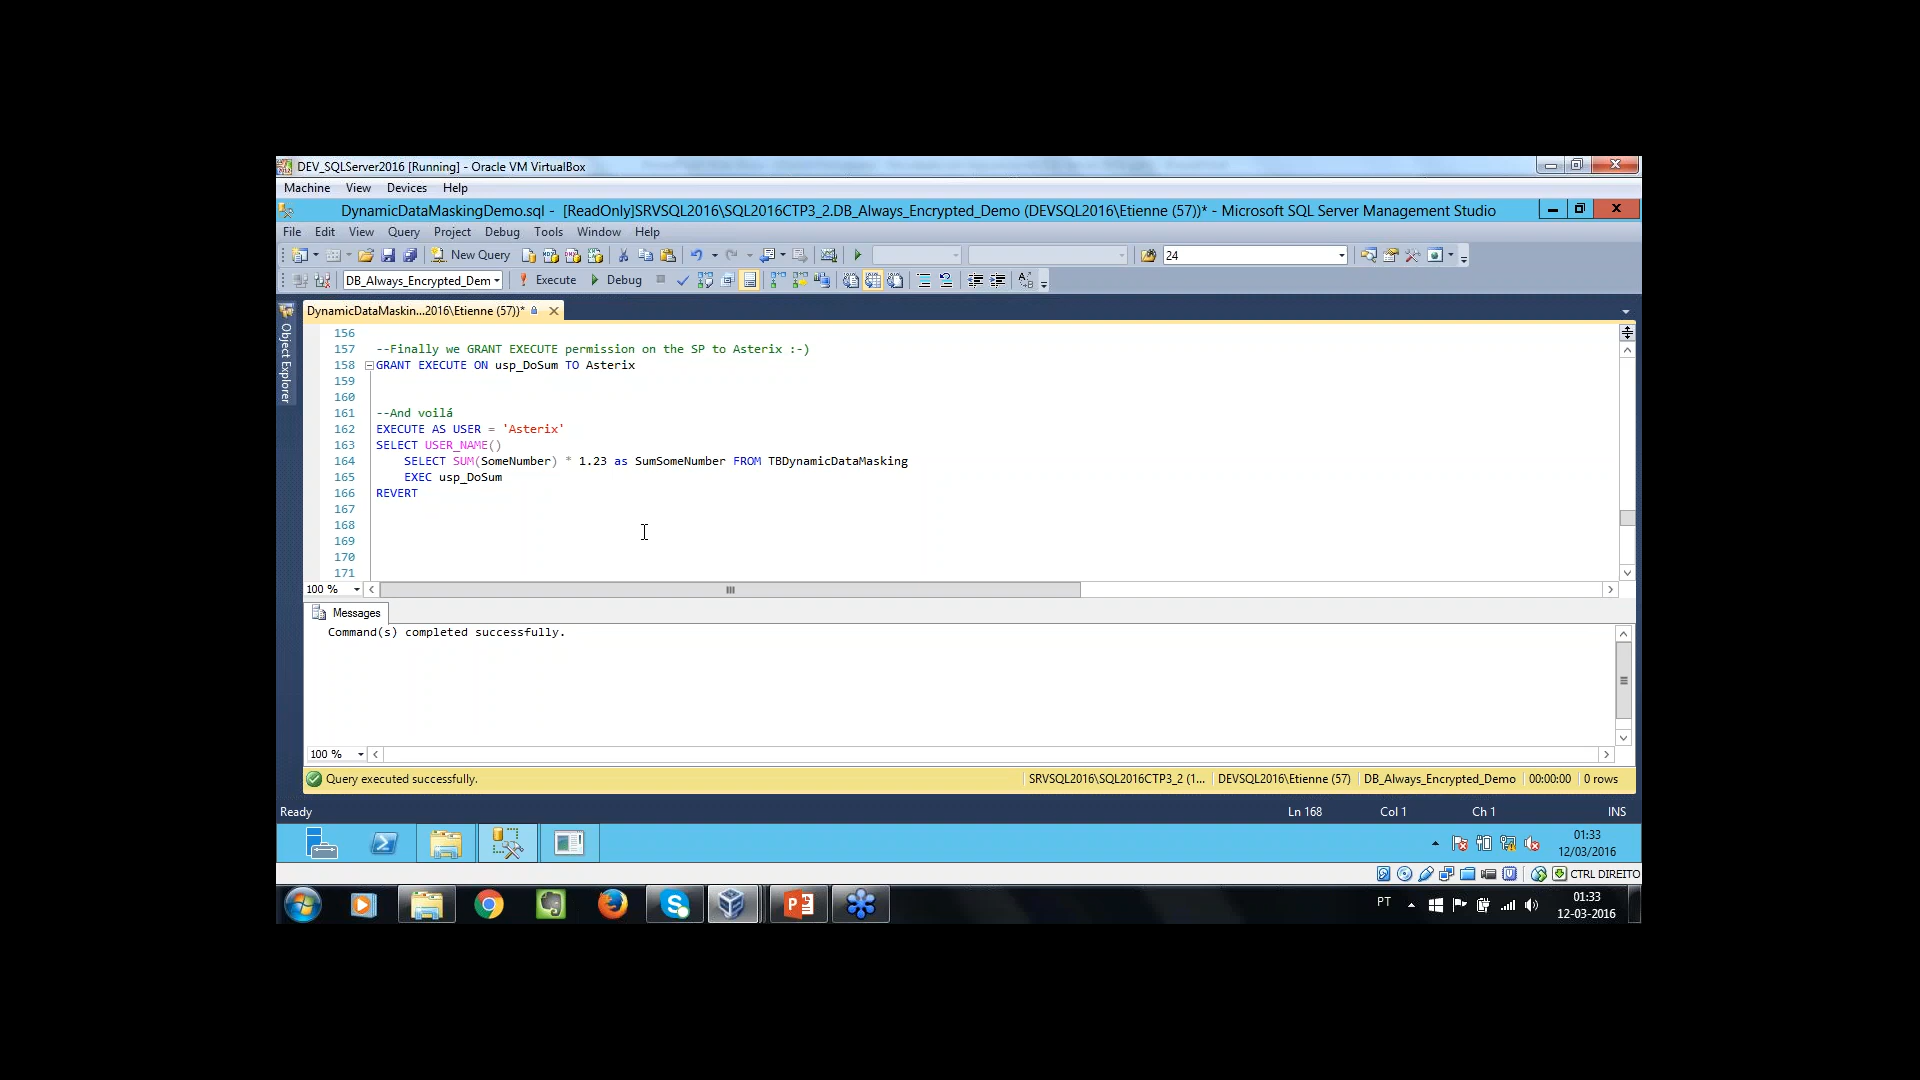 DEV_SQLServer2016 [Running] - Oracle VM VirtualBox
Machine View Devices Help
DynamicDataMaskingDemo.sql - [ReadOnly]SRVSQL2016\SQL2016CTP3_2.DB_Always_Encrypted_Demo (DEVSQL2016\Etienne (57))* - Microsoft SQL Server Management Studio
File Edit View Query Project Debug Tools Window Help
New Query 24
DB_Always_Encrypted_Dem Execute Debug
DynamicDataMaskin...2016\Etienne (57))*
Object Explorer
156
157 --Finally we GRANT EXECUTE permission on the SP to Asterix :-)
158 GRANT EXECUTE ON usp_DoSum TO Asterix
159
160
161 --And voilá
162 EXECUTE AS USER = 'Asterix'
163 SELECT USER_NAME()
164 SELECT SUM(SomeNumber) * 1.23 as SumSomeNumber FROM TBDynamicDataMasking
165 EXEC usp_DoSum
166 REVERT
167
168
169
170
171
100 %
Messages
Command(s) completed successfully.
100 %
Query executed successfully. SRVSQL2016\SQL2016CTP3_2 (1... DEVSQL2016\Etienne (57) DB_Always_Encrypted_Demo 00:00:00 0 rows
Ready Ln 168 Col 1 Ch 1 INS
01:33
12/03/2016
CTRL DIREITO
PT 01:33
12-03-2016